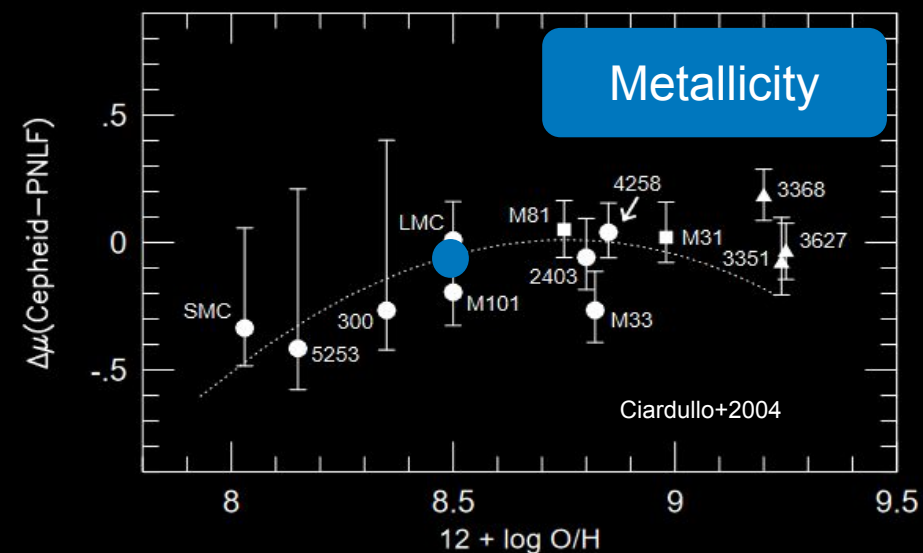 Metallicity
Δμ(Cepheid−PNLF)
.5
0
-.5
SMC
5253
300
LMC
M101
M81
2403
4258
M33
M31
3368
3351
3627
Ciardullo+2004
8
8.5
9
9.5
12 + log O/H